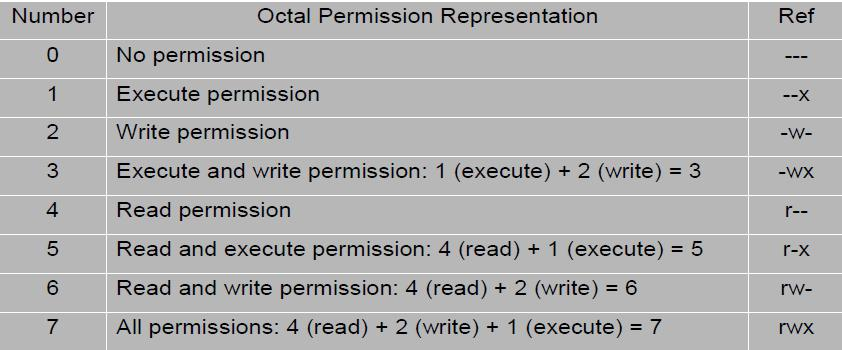 Number Octal Permission Representation Ref
0 No permission ---
1 Execute permission --x
2 Write permission -w-
3 Execute and write permission: 1 (execute) + 2 (write) = 3 -wx
4 Read permission r--
5 Read and execute permission: 4 (read) + 1 (execute) = 5 r-x
6 Read and write permission: 4 (read) + 2 (write) = 6 rw-
7 All permissions: 4 (read) + 2 (write) + 1 (execute) = 7 rwx